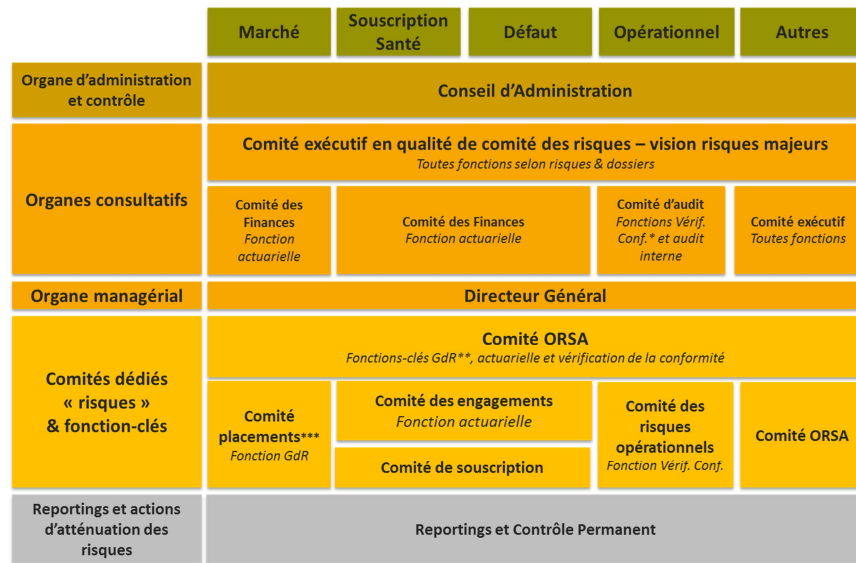 Marché
Souscription
Santé
Défaut
Opérationnel
Autres
Organe d'administration
et contrôle
Conseil d'Administration
Organes consultatifs
Comité exécutif en qualité de comité des risques – vision risques majeurs
Toutes fonctions selon risques & dossiers
Comité des
Finances
Fonction
actuarielle
Comité des Finances
Fonction actuarielle
Comité d'audit
Fonctions Vérif.
Conf.* et audit
interne
Comité exécutif
Toutes fonctions
Organe managérial
Directeur Général
Comités dédiés
« risques »
& fonction-clés
Comité ORSA
Fonctions-clés GdR**, actuarielle et vérification de la conformité
Comité
placements***
Fonction GdR
Comité des engagements
Fonction actuarielle
Comité de souscription
Comité des
risques
opérationnels
Fonction Vérif. Conf.
Comité ORSA
Reportings et actions
d'atténuation des
risques
Reportings et Contrôle Permanent